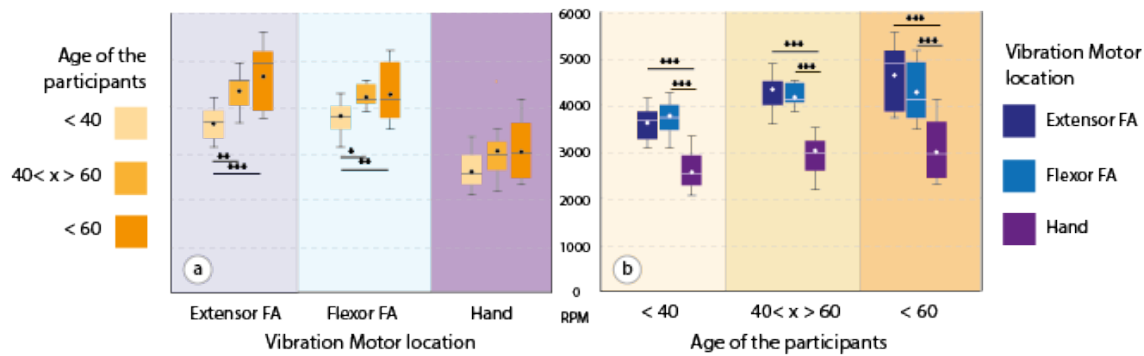 Age of the
participants
< 40
40< x > 60
< 60
**
***
*
**
a
Extensor FA
Flexor FA
Hand
Vibration Motor location
6000
5000
4000
3000
2000
1000
0
RPM
***
***
***
***
***
***
b
< 40
40< x > 60
< 60
Age of the participants
Vibration Motor
location
Extensor FA
Flexor FA
Hand